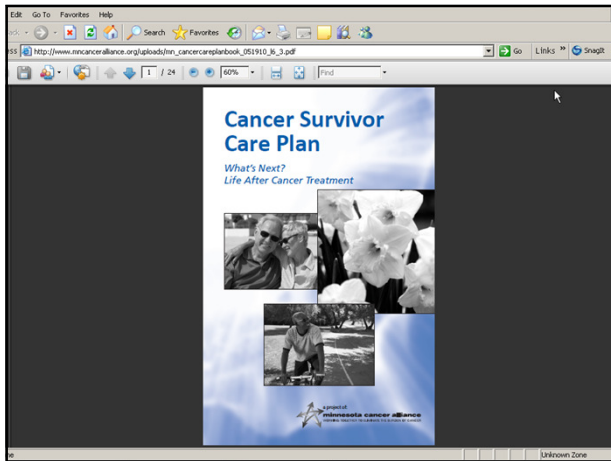 Edit Go To Favorites Help
Search Favorites
http://www.mncanceralliance.org/uploads/mn_cancercareplanbook_051910_l6_3.pdf Go Links » SnagIt
1 / 24 60% Find
Cancer Survivor
Care Plan
What's Next?
Life After Cancer Treatment
a project of:
minnesota cancer alliance
Unknown Zone